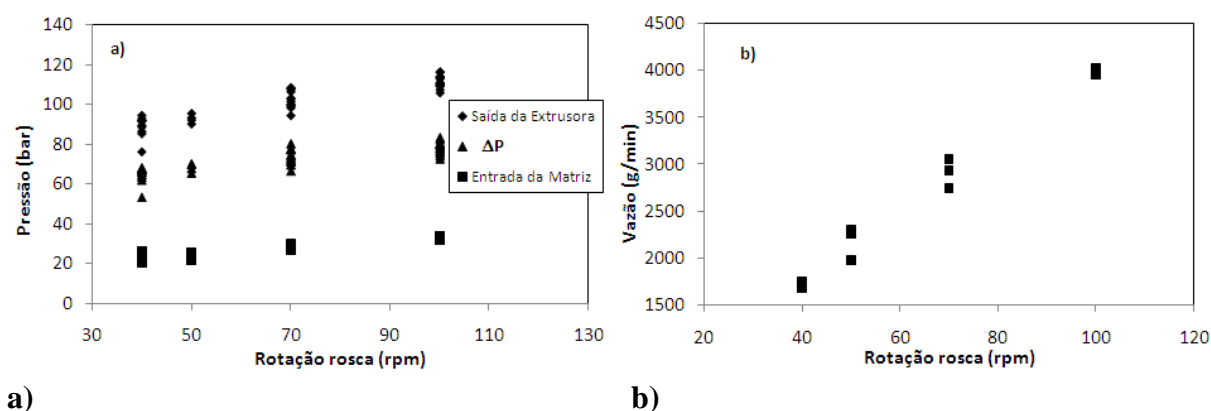 a)
Pressão (bar)
140
120
100
80
60
40
20
0
30
50
70
90
110
130
Rotação rosca (rpm)
Saída da Extrusora
ΔP
Entrada da Matriz
b)
Vazão (g/min)
4500
4000
3500
3000
2500
2000
1500
20
40
60
80
100
120
Rotação rosca (rpm)
a)
b)